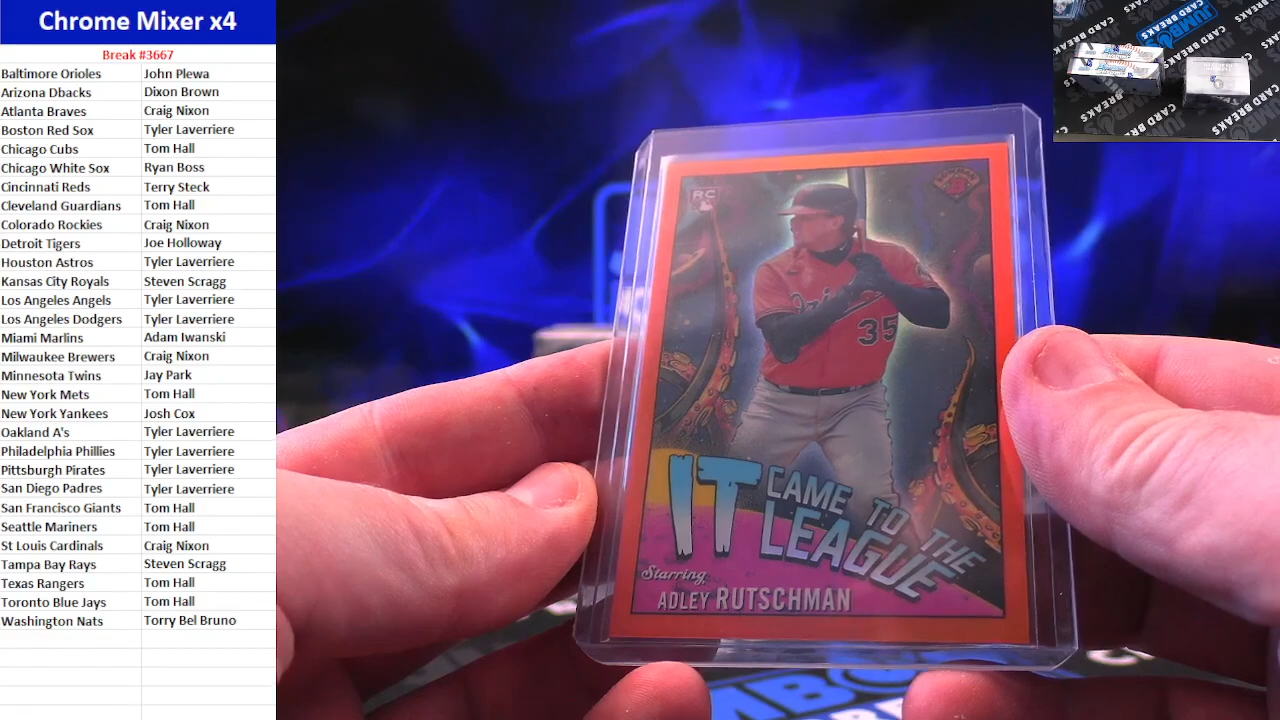 Chrome Mixer x4
Break #3667
Baltimore Orioles John Plewa
Arizona Dbacks Dixon Brown
Atlanta Braves Craig Nixon
Boston Red Sox Tyler Laverriere
Chicago Cubs Tom Hall
Chicago White Sox Ryan Boss
Cincinnati Reds Terry Steck
Cleveland Guardians Tom Hall
Colorado Rockies Craig Nixon
Detroit Tigers Joe Holloway
Houston Astros Tyler Laverriere
Kansas City Royals Steven Scragg
Los Angeles Angels Tyler Laverriere
Los Angeles Dodgers Tyler Laverriere
Miami Marlins Adam Iwanski
Milwaukee Brewers Craig Nixon
Minnesota Twins Jay Park
New York Mets Tom Hall
New York Yankees Josh Cox
Oakland A's Tyler Laverriere
Philadelphia Phillies Tyler Laverriere
Pittsburgh Pirates Tyler Laverriere
San Diego Padres Tyler Laverriere
San Francisco Giants Tom Hall
Seattle Mariners Tom Hall
St Louis Cardinals Craig Nixon
Tampa Bay Rays Steven Scragg
Texas Rangers Tom Hall
Toronto Blue Jays Tom Hall
Washington Nats Torry Bel Bruno
RC
35
IT CAME TO THE
LEAGUE
Starring
ADLEY RUTSCHMAN
JUMBO'S
CARD BREAKS
CARD BREAKS
CARD BREAKS